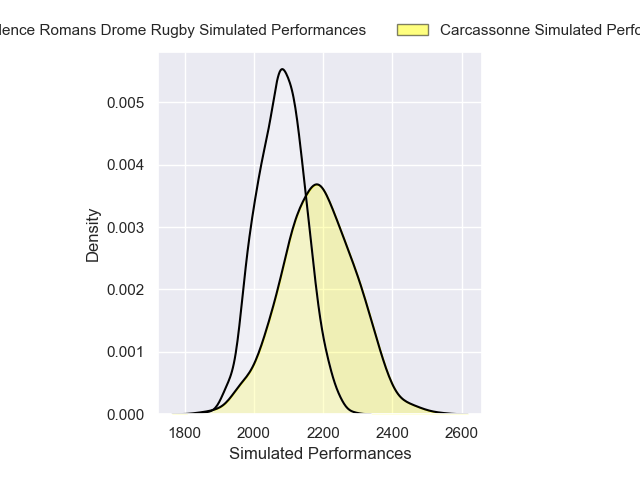 lence Romans Drome Rugby Simulated Performances
Carcassonne Simulated Perfo
0.005
0.004
0.003
0.002
0.001
0.000
Density
1800 2000 2200 2400 2600
Simulated Performances